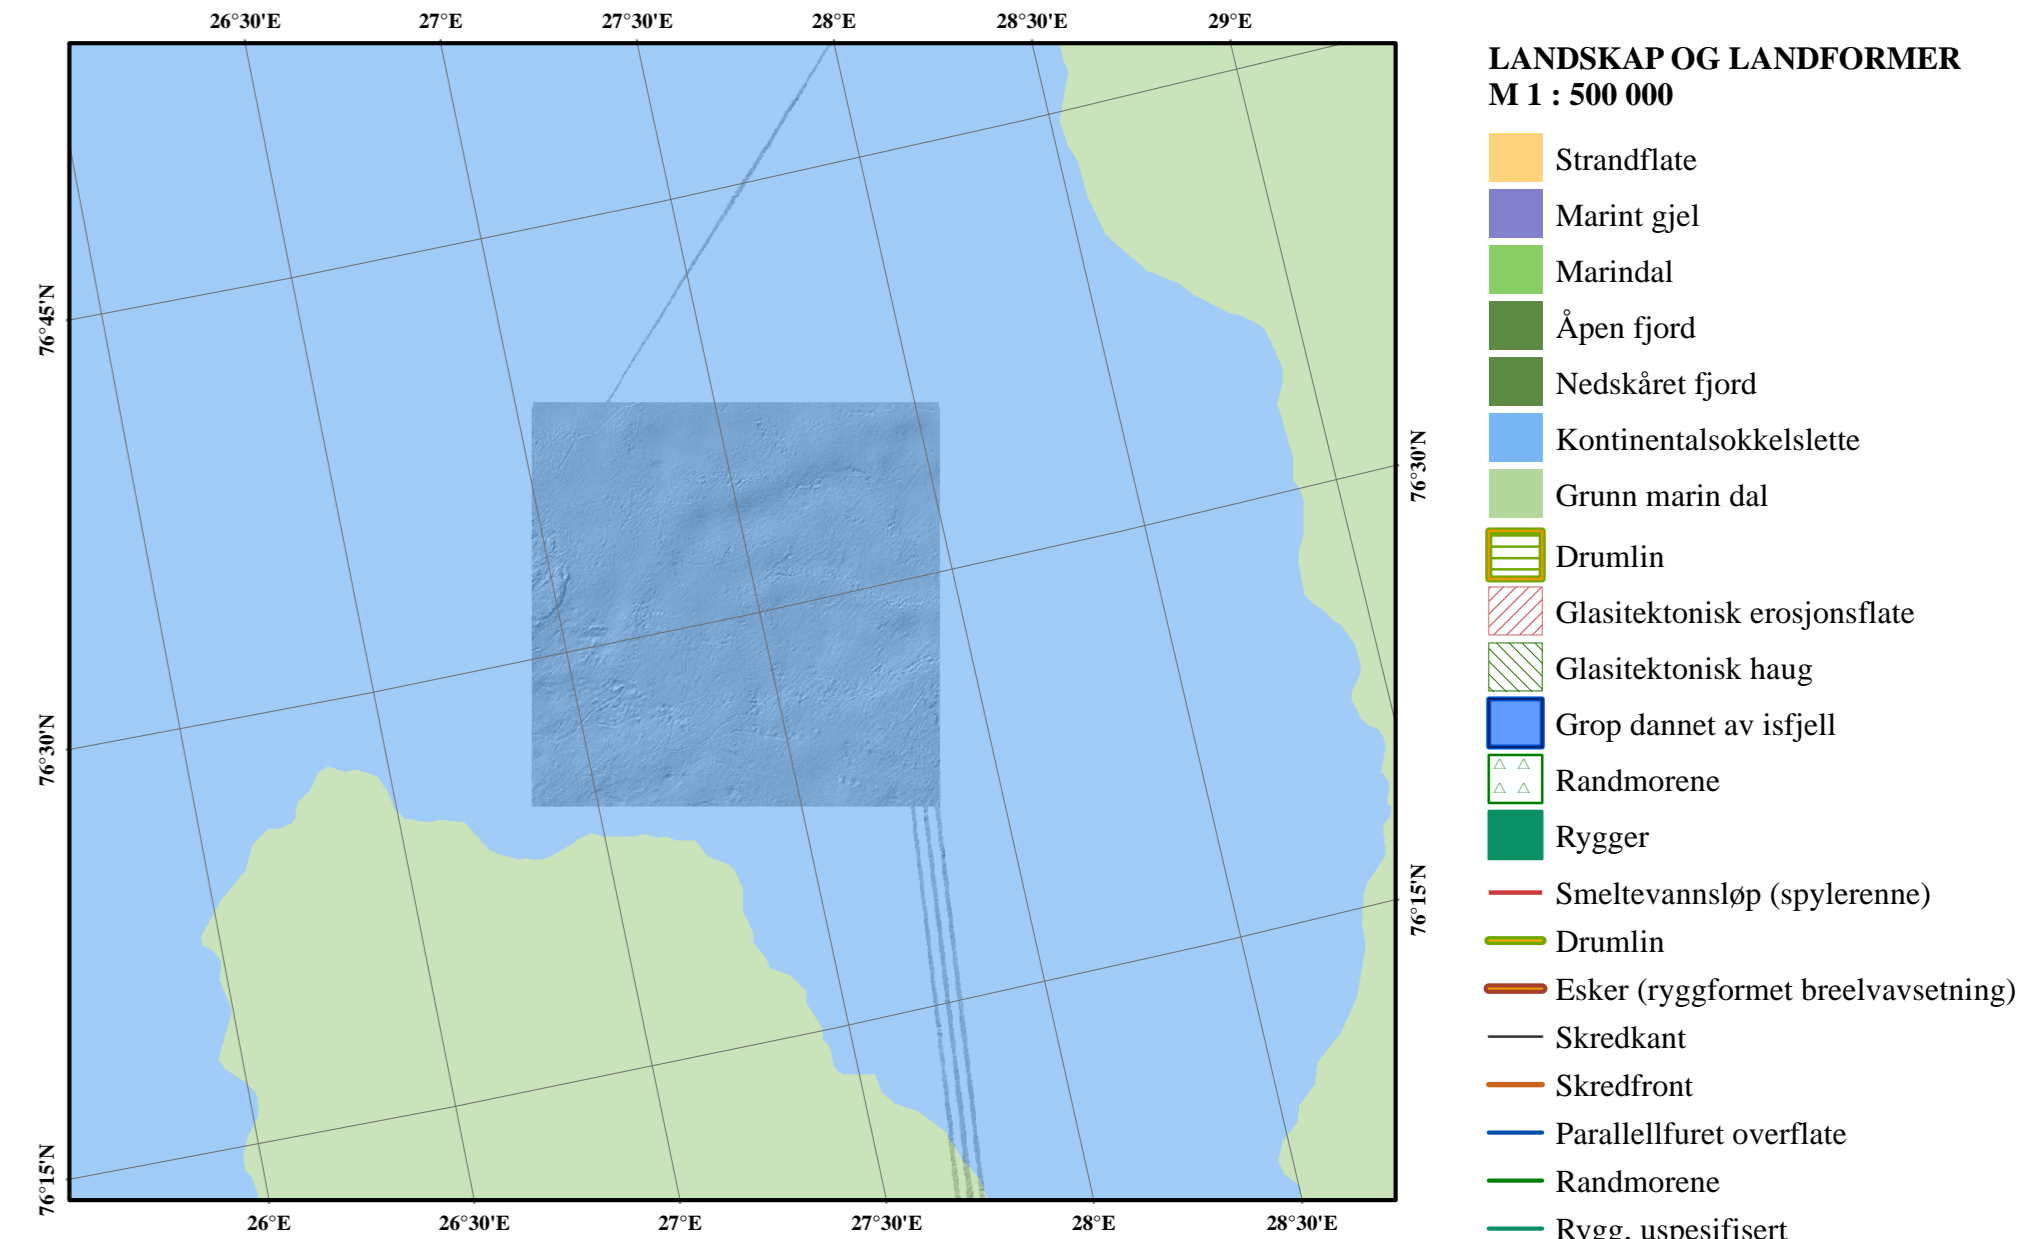 26°30'E 27°E 27°30'E 28°E 28°30'E 29°E
76°45'N
76°30'N
76°15'N
76°30'N
76°15'N
26°E 26°30'E 27°E 27°30'E 28°E 28°30'E
LANDSKAP OG LANDFORMER
M 1 : 500 000
Strandflate
Marint gjel
Marindal
Åpen fjord
Nedskåret fjord
Kontinentalsokkelslette
Grunn marin dal
Drumlin
Glasitektonisk erosjonsflate
Glasitektonisk haug
Grop dannet av isfjell
Randmorene
Rygger
Smeltevannsløp (spylerenne)
Drumlin
Esker (ryggformet breelvavsetning)
Skredkant
Skredfront
Parallellfuret overflate
Randmorene
Rygg, uspesifisert